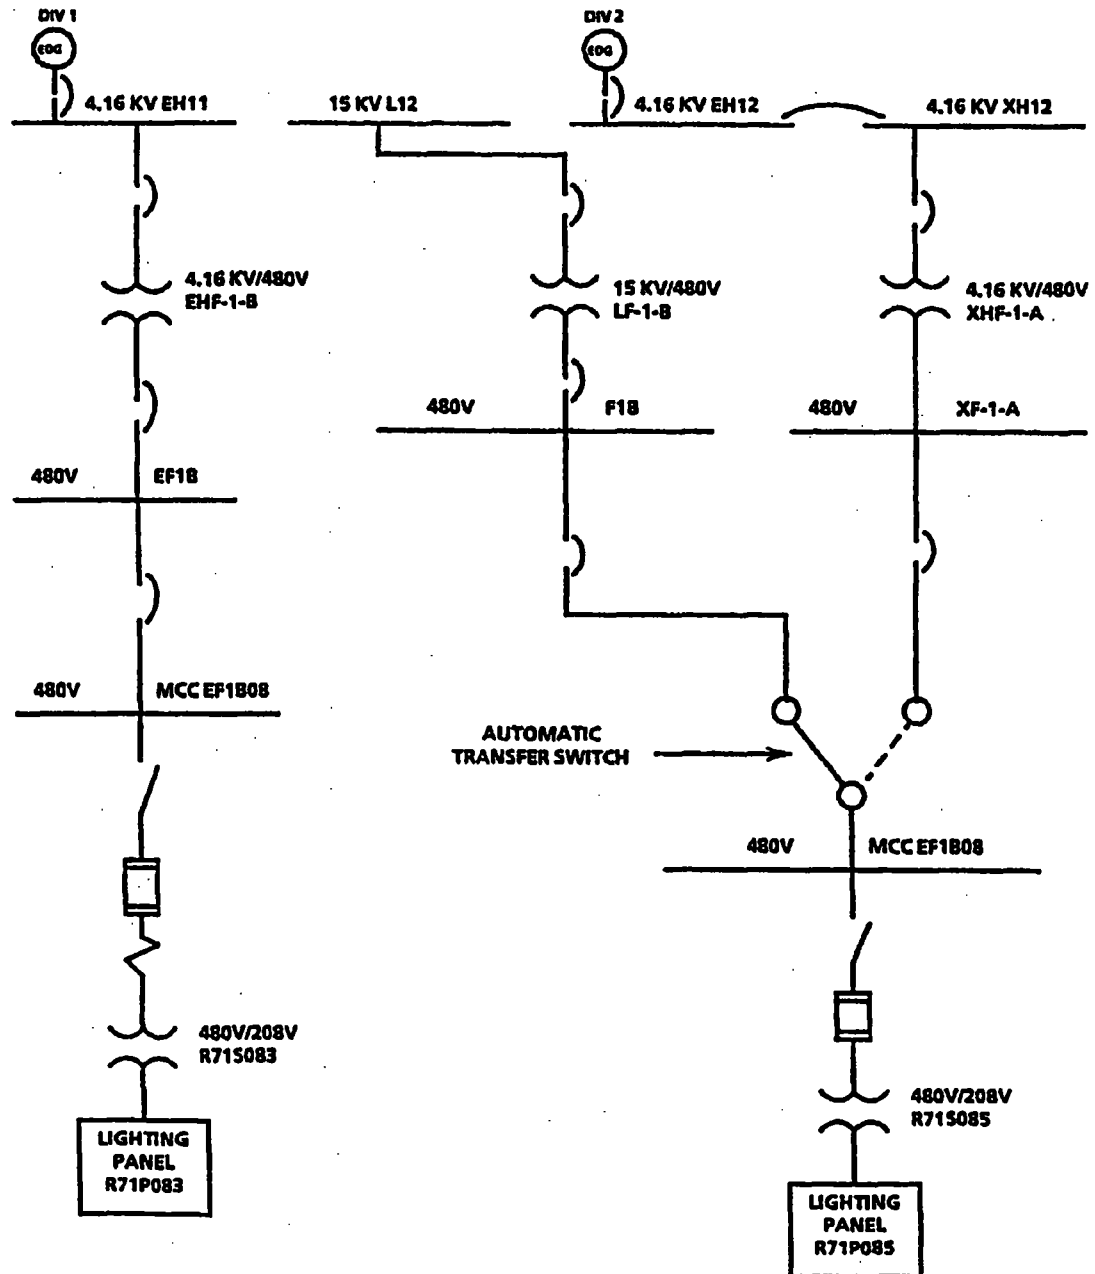 DIV 1
EDG
4.16 KV EH11
15 KV L12
DIV 2
EDG
4.16 KV EH12
4.16 KV XH12
4.16 KV/480V
EHF-1-B
15 KV/480V
LF-1-B
4.16 KV/480V
XHF-1-A
480V F1B
480V XF-1-A
480V EF1B
480V MCC EF1B08
AUTOMATIC
TRANSFER SWITCH
480V MCC EF1B08
480V/208V
R71S083
480V/208V
R71S085
LIGHTING
PANEL
R71P083
LIGHTING
PANEL
R71P085